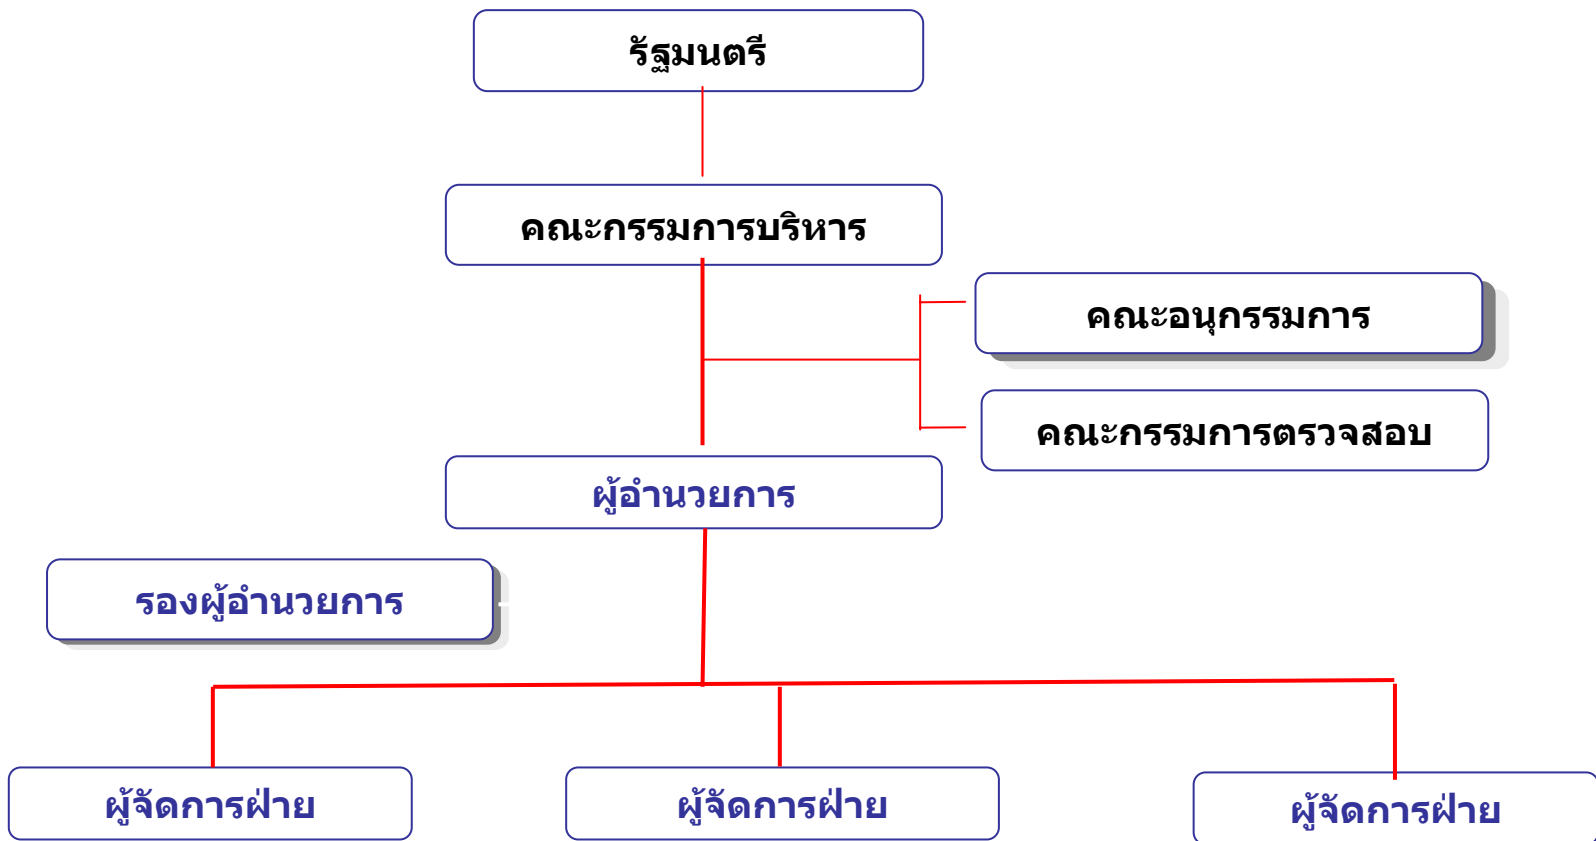 รัฐมนตรี
คณะกรรมการบริหาร
คณะอนุกรรมการ
คณะกรรมการตรวจสอบ
ผู้อำนวยการ
รองผู้อำนวยการ
ผู้จัดการฝ่าย
ผู้จัดการฝ่าย
ผู้จัดการฝ่าย